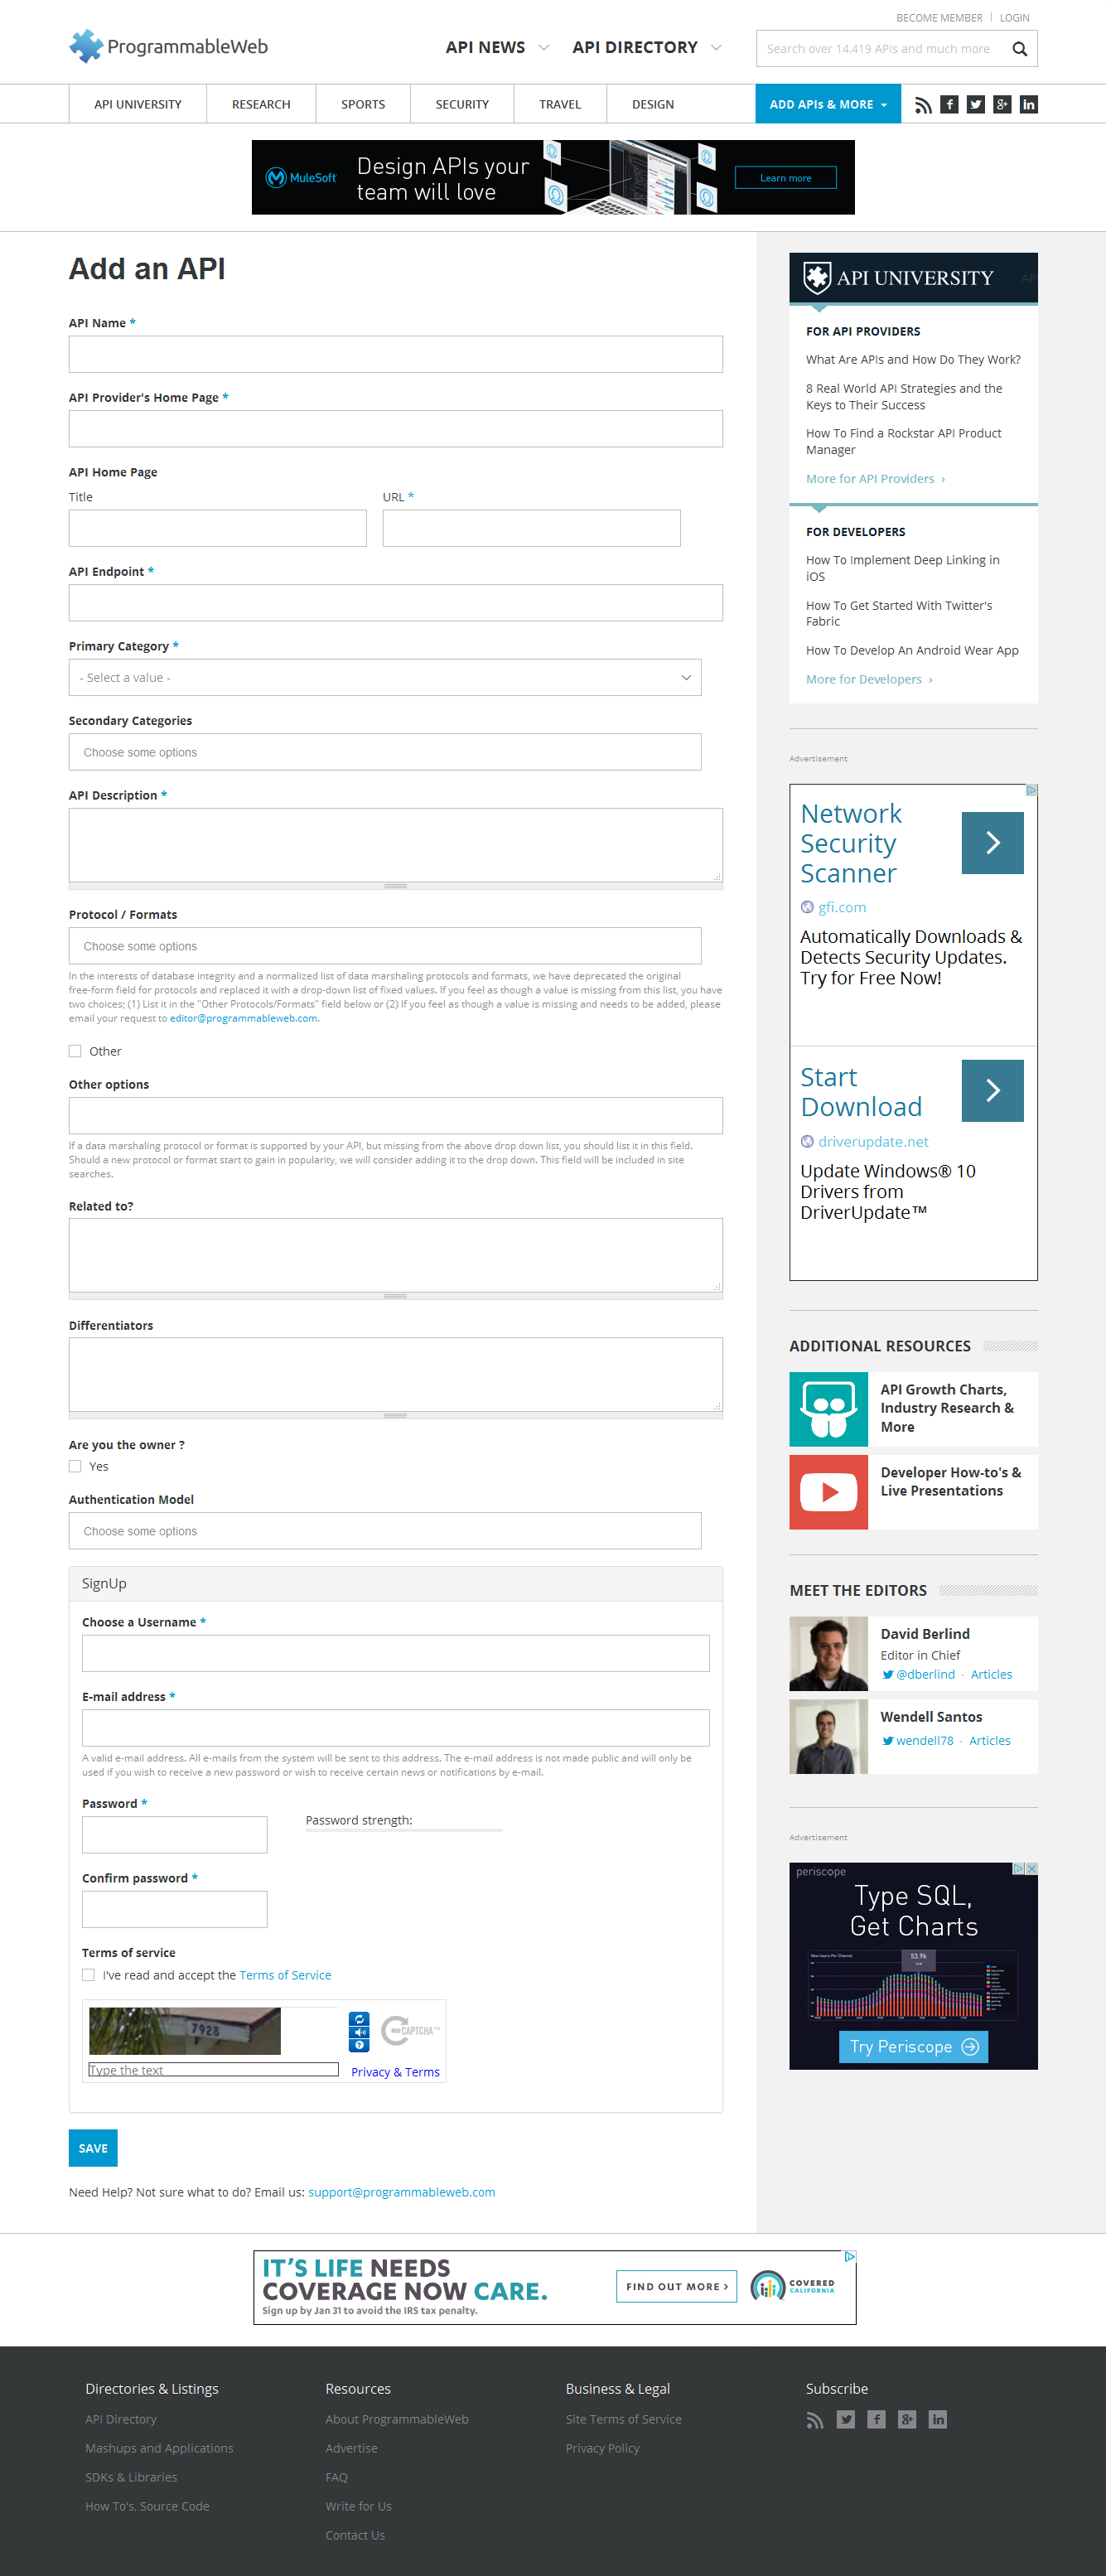 BECOME MEMBER | LOGIN
ProgrammableWeb
API NEWS
API DIRECTORY
Search over 14,419 APIs and much more
API UNIVERSITY
RESEARCH
SPORTS
SECURITY
TRAVEL
DESIGN
ADD APIs & MORE
MuleSoft
Design APIs your
team will love
Learn more
Add an API
API Name *
API Provider's Home Page *
API Home Page
Title
URL *
API Endpoint *
Primary Category *
- Select a value -
Secondary Categories
Choose some options
API Description *
Protocol / Formats
Choose some options
In the interests of database integrity and a normalized list of data marshaling protocols and formats, we have deprecated the original
free-form field for protocols and replaced it with a drop-down list of fixed values. If you feel as though a value is missing from this list, you have
two choices; (1) List it in the "Other Protocols/Formats" field below or (2) If you feel as though a value is missing and needs to be added, please
email your request to editor@programmableweb.com.
Other
Other options
If a data marshaling protocol or format is supported by your API, but missing from the above drop down list, you should list it in this field.
Should a new protocol or format start to gain in popularity, we will consider adding it to the drop down. This field will be included in site
searches.
Related to?
Differentiators
Are you the owner ?
Yes
Authentication Model
Choose some options
SignUp
Choose a Username *
E-mail address *
A valid e-mail address. All e-mails from the system will be sent to this address. The e-mail address is not made public and will only be
used if you wish to receive a new password or wish to receive certain news or notifications by e-mail.
Password *
Password strength:
Confirm password *
Terms of service
I've read and accept the Terms of Service
7928
reCAPTCHA™
Type the text
Privacy & Terms
SAVE
Need Help? Not sure what to do? Email us: support@programmableweb.com
API UNIVERSITY
AP
FOR API PROVIDERS
What Are APIs and How Do They Work?
8 Real World API Strategies and the
Keys to Their Success
How To Find a Rockstar API Product
Manager
More for API Providers ›
FOR DEVELOPERS
How To Implement Deep Linking in
iOS
How To Get Started With Twitter's
Fabric
How To Develop An Android Wear App
More for Developers ›
Advertisement
Network
Security
Scanner
gfi.com
Automatically Downloads &
Detects Security Updates.
Try for Free Now!
Start
Download
driverupdate.net
Update Windows® 10
Drivers from
DriverUpdate™
ADDITIONAL RESOURCES
API Growth Charts,
Industry Research &
More
Developer How-to's &
Live Presentations
MEET THE EDITORS
David Berlind
Editor in Chief
@dberlind · Articles
Wendell Santos
wendell78 · Articles
Advertisement
periscope
Type SQL,
Get Charts
New Users Per Channel
53.9k
Try Periscope
IT'S LIFE NEEDS
COVERAGE NOW CARE.
Sign up by Jan 31 to avoid the IRS tax penalty.
FIND OUT MORE ›
COVERED
CALIFORNIA
Directories & Listings
API Directory
Mashups and Applications
SDKs & Libraries
How To's, Source Code
Resources
About ProgrammableWeb
Advertise
FAQ
Write for Us
Contact Us
Business & Legal
Site Terms of Service
Privacy Policy
Subscribe